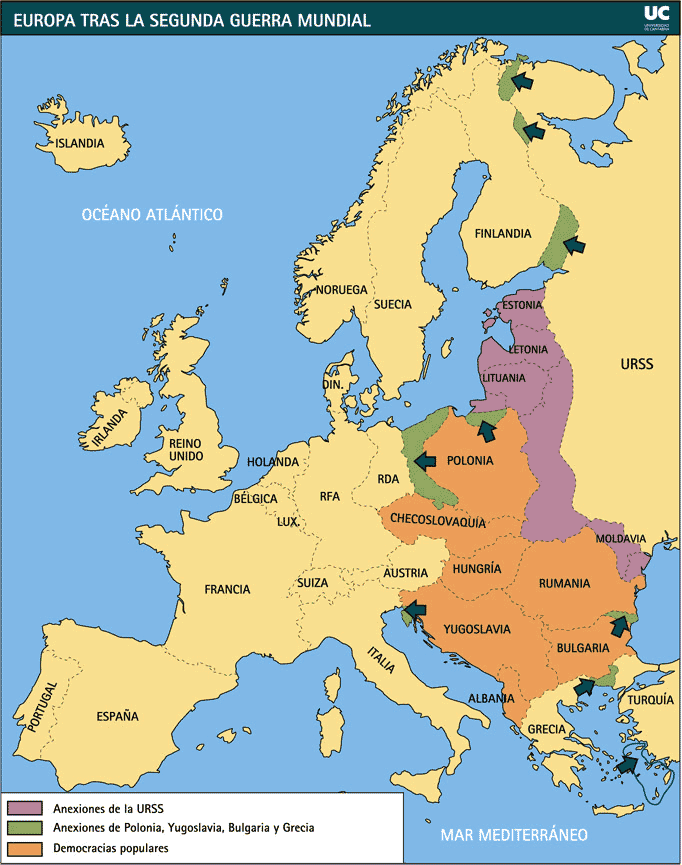 EUROPA TRAS LA SEGUNDA GUERRA MUNDIAL
UC
UNIVERSIDAD
DE CANTABRIA
ISLANDIA
OCÉANO ATLÁNTICO
FINLANDIA
NORUEGA
SUECIA
ESTONIA
LETONIA
LITUANIA
URSS
DIN.
IRLANDA
REINO
UNIDO
HOLANDA
POLONIA
BÉLGICA
RFA
RDA
LUX.
CHECOSLOVAQUÍA
MOLDAVIA
FRANCIA
SUIZA
AUSTRIA
HUNGRÍA
RUMANIA
YUGOSLAVIA
BULGARIA
ITALIA
PORTUGAL
ESPAÑA
ALBANIA
GRECIA
TURQUÍA
Anexiones de la URSS
Anexiones de Polonia, Yugoslavia, Bulgaria y Grecia
Democracias populares
MAR MEDITERRÁNEO